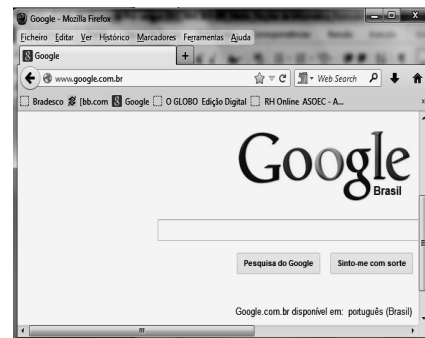 Google - Mozilla Firefox
Ficheiro Editar Ver Histórico Marcadores Ferramentas Ajuda
Google
www.google.com.br Web Search
Bradesco [bb.com Google O GLOBO Edição Digital RH Online ASOEC - A...
Google
Brasil
Pesquisa do Google Sinto-me com sorte
Google.com.br disponível em: português (Brasil)